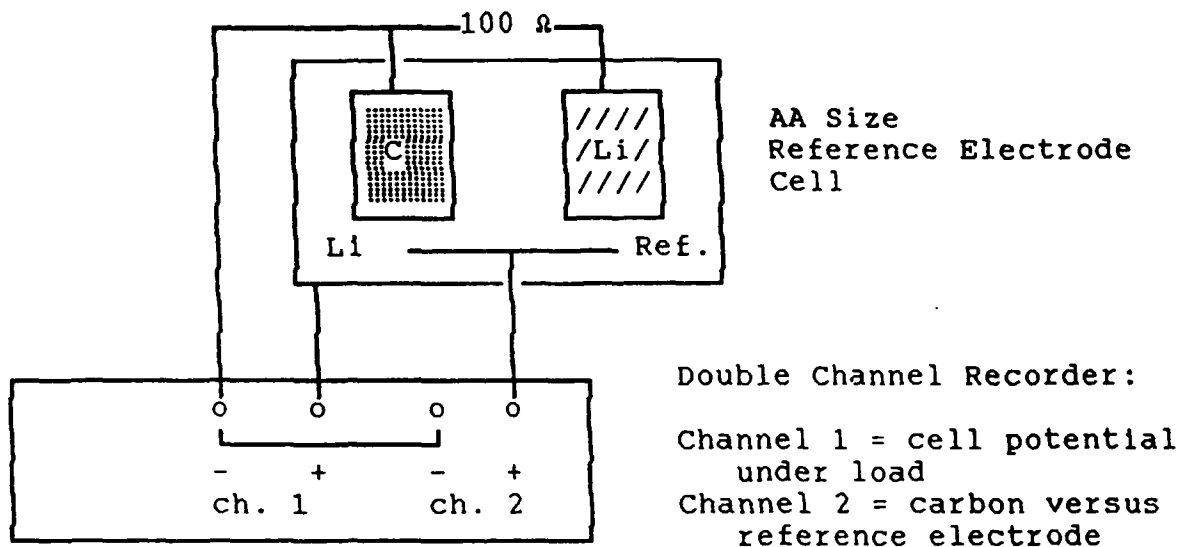 100 Ω
C
////
/Li/
////
AA Size
Reference Electrode
Cell
Li
Ref.
Double Channel Recorder:
o o o o
- + - +
ch. 1 ch. 2
Channel 1 = cell potential
under load
Channel 2 = carbon versus
reference electrode